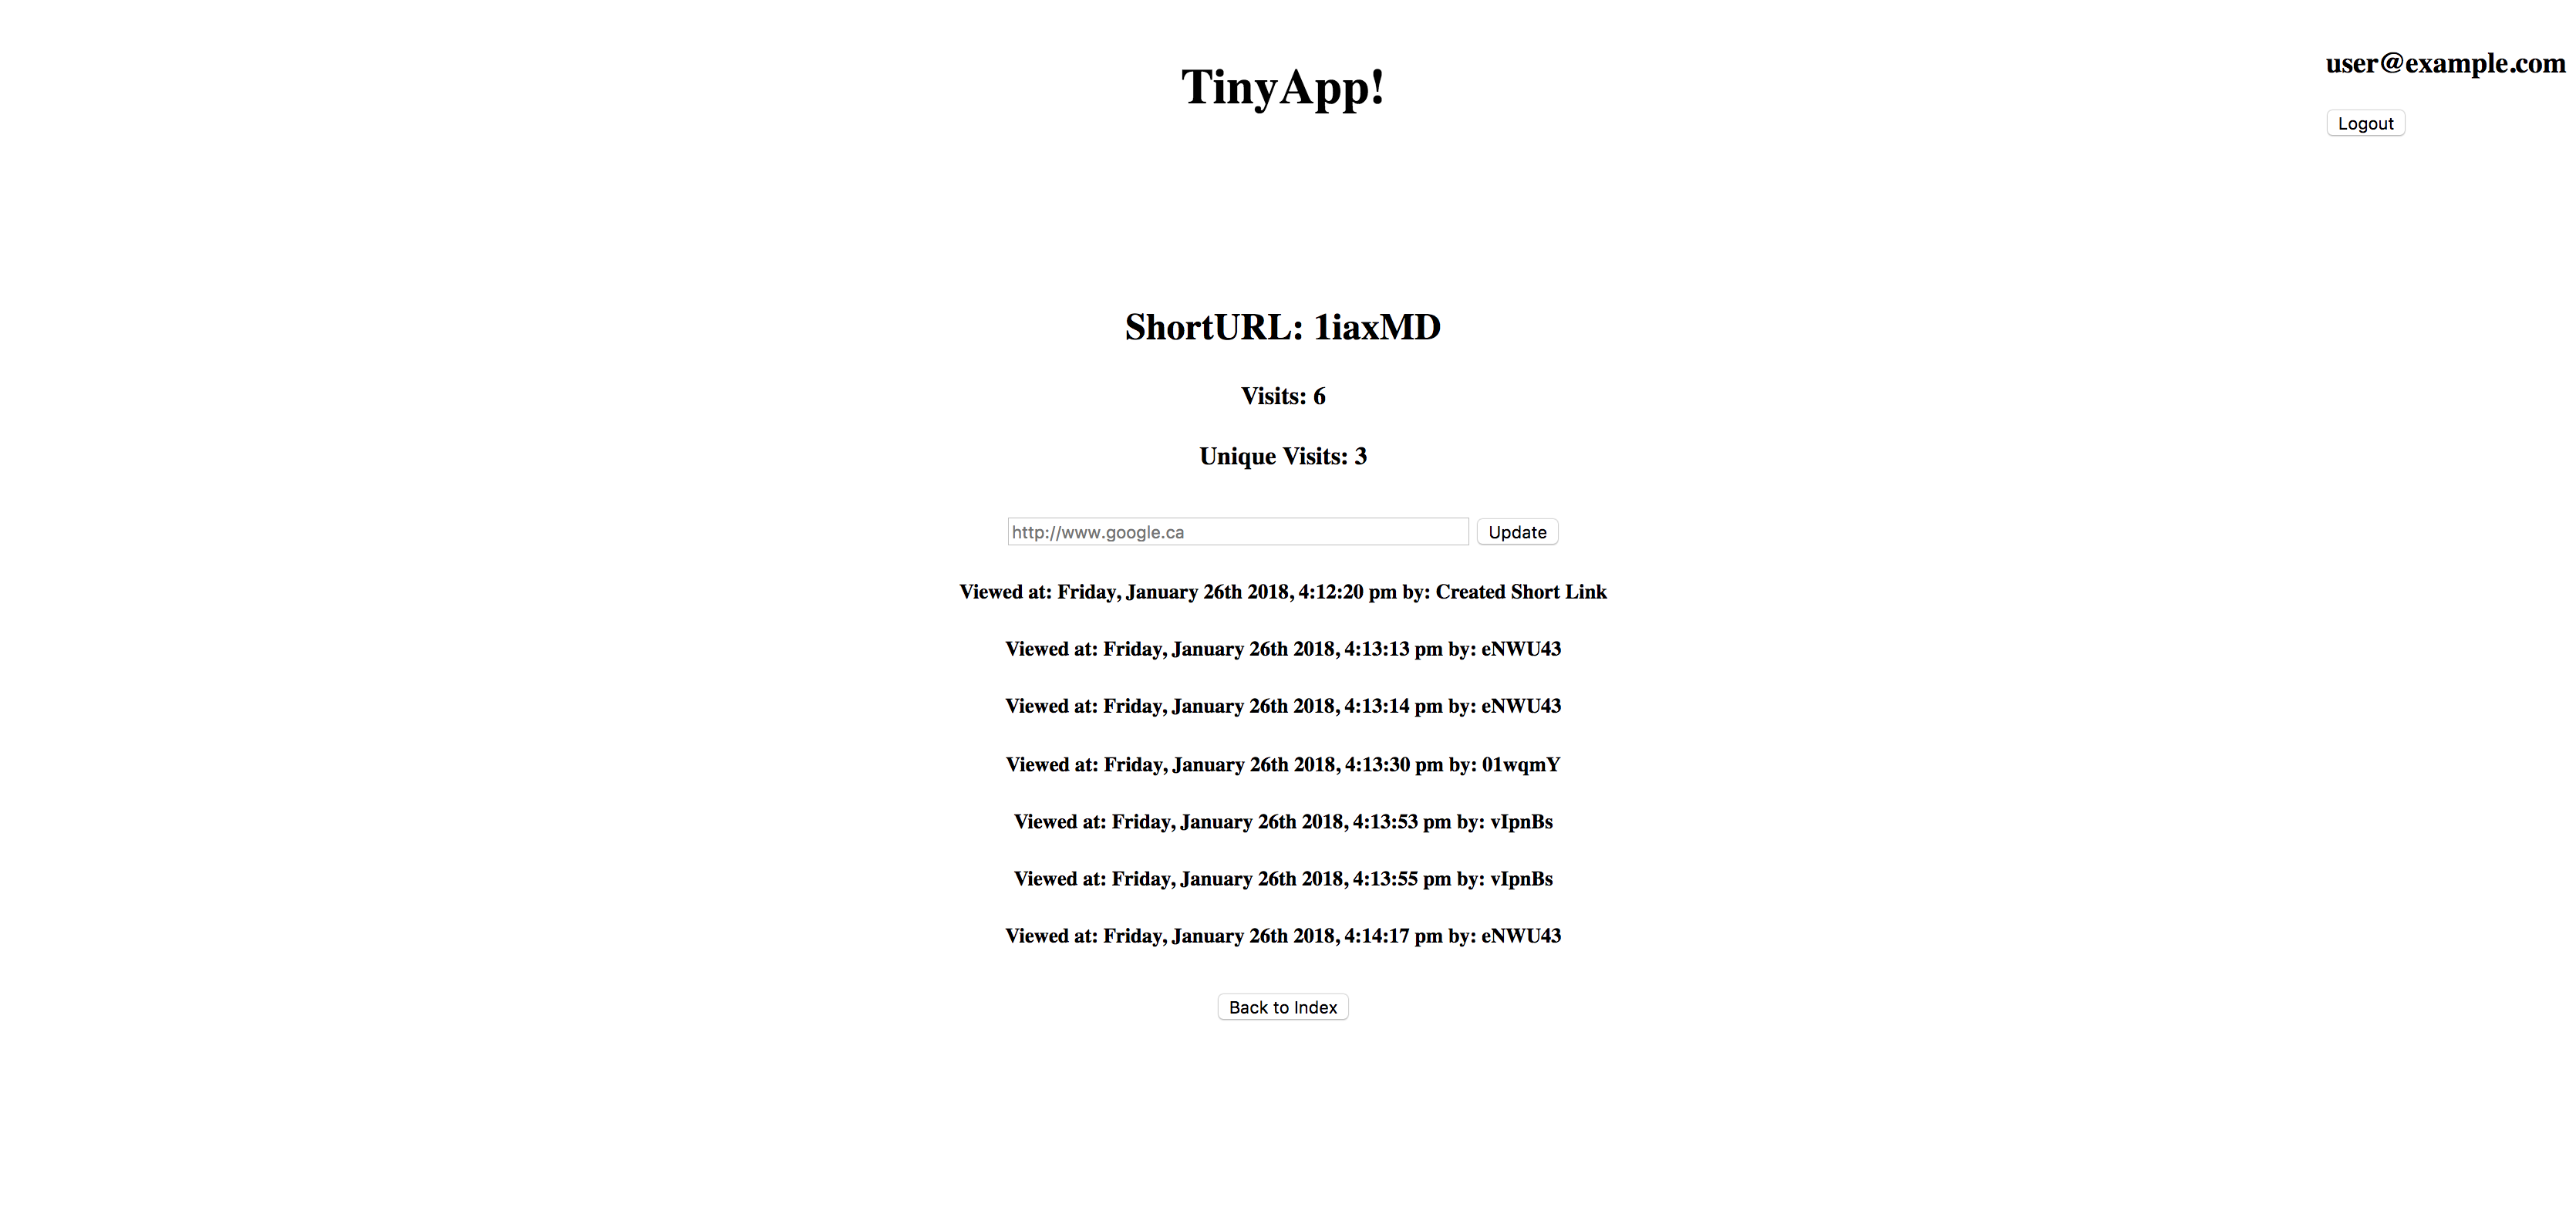 TinyApp!
user@example.com
Logout
ShortURL: 1iaxMD
Visits: 6
Unique Visits: 3
http://www.google.ca Update
Viewed at: Friday, January 26th 2018, 4:12:20 pm by: Created Short Link
Viewed at: Friday, January 26th 2018, 4:13:13 pm by: eNWU43
Viewed at: Friday, January 26th 2018, 4:13:14 pm by: eNWU43
Viewed at: Friday, January 26th 2018, 4:13:30 pm by: 01wqmY
Viewed at: Friday, January 26th 2018, 4:13:53 pm by: vIpnBs
Viewed at: Friday, January 26th 2018, 4:13:55 pm by: vIpnBs
Viewed at: Friday, January 26th 2018, 4:14:17 pm by: eNWU43
Back to Index